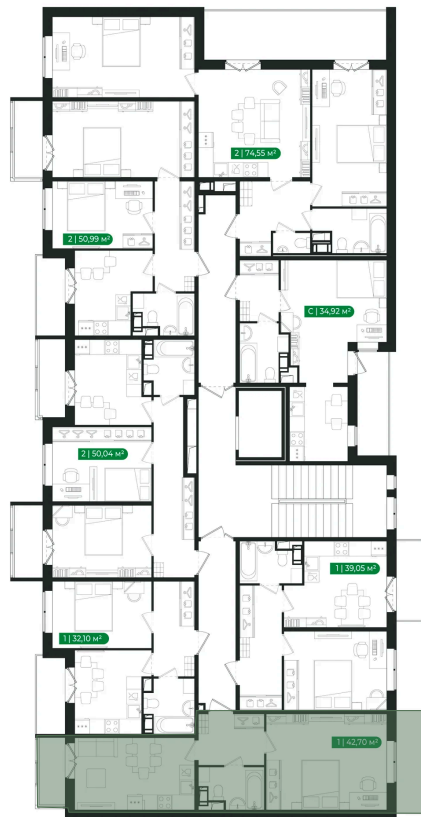 2 | 74,55 м²
2 | 50,99 м²
С | 34,92 м²
2 | 50,04 м²
1 | 39,05 м²
1 | 32,10 м²
1 | 42,70 м²